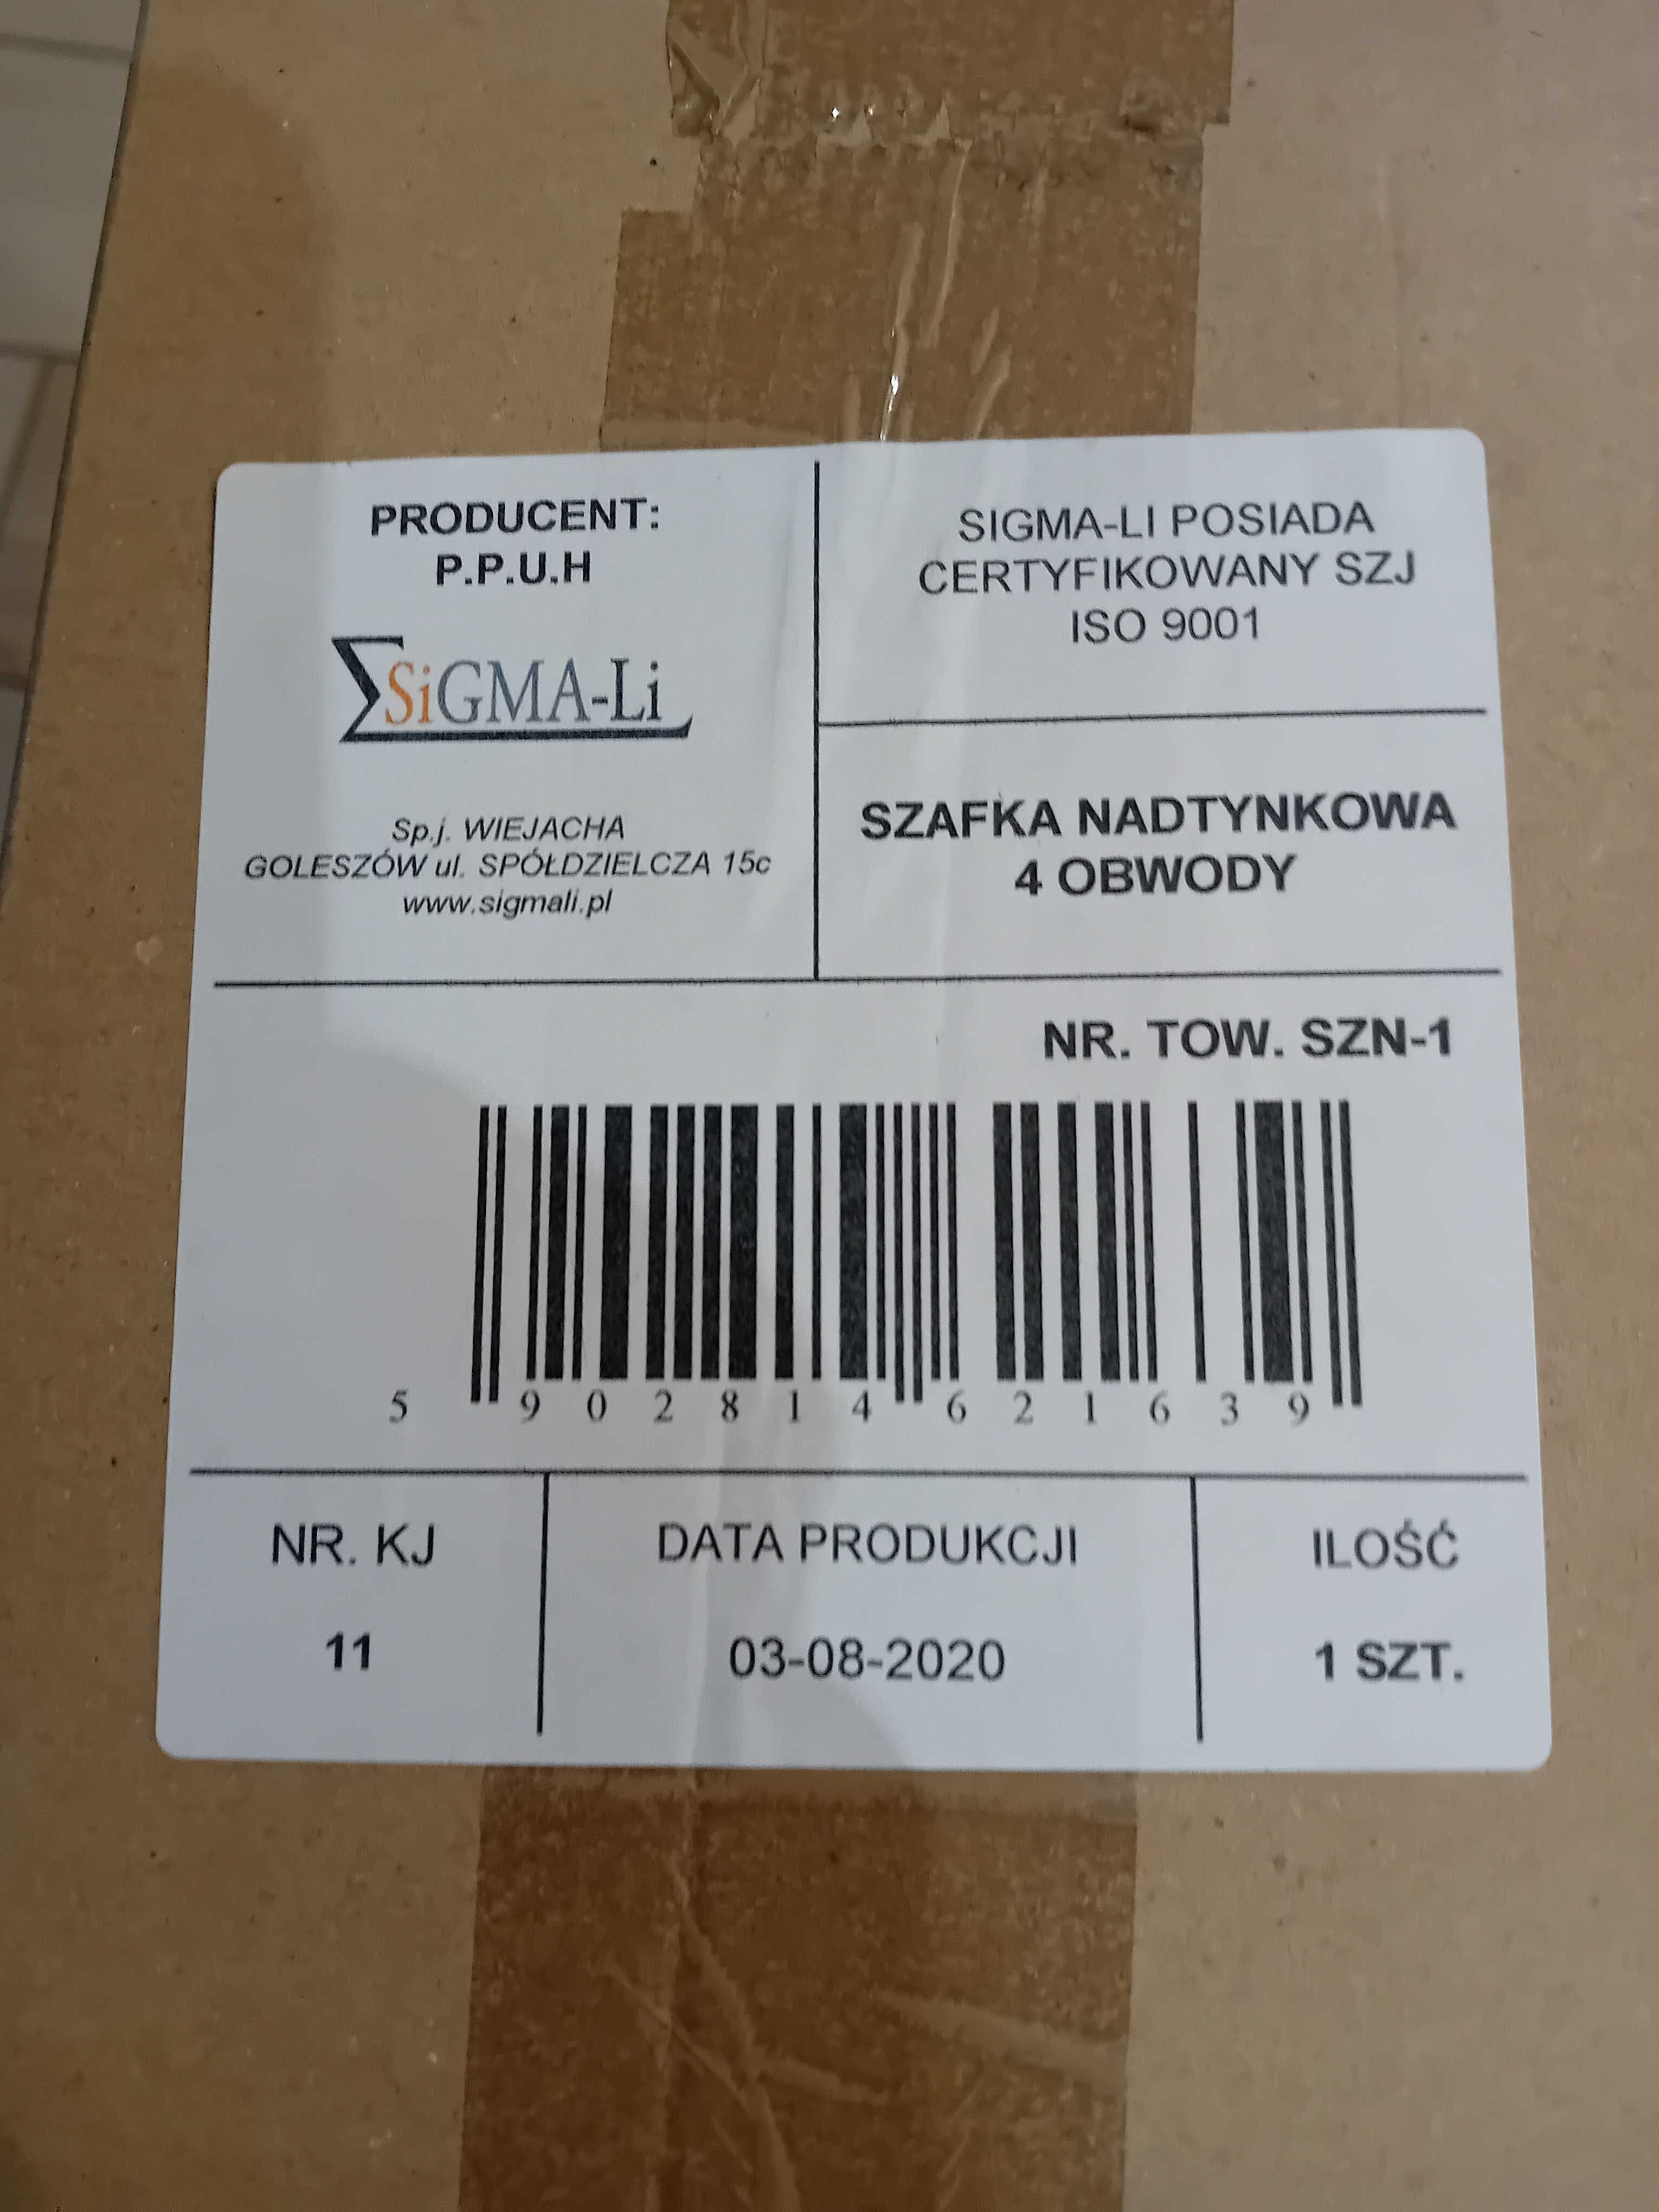 PRODUCENT:
P.P.U.H
SiGMA-Li
Sp.j. WIEJACHA
GOLESZÓW ul. SPÓŁDZIELCZA 15c
www.sigmali.pl
SIGMA-LI POSIADA
CERTYFIKOWANY SZJ
ISO 9001
SZAFKA NADTYNKOWA
4 OBWODY
NR. TOW. SZN-1
5 902814 621639
NR. KJ
11
DATA PRODUKCJI
03-08-2020
ILOŚĆ
1 SZT.